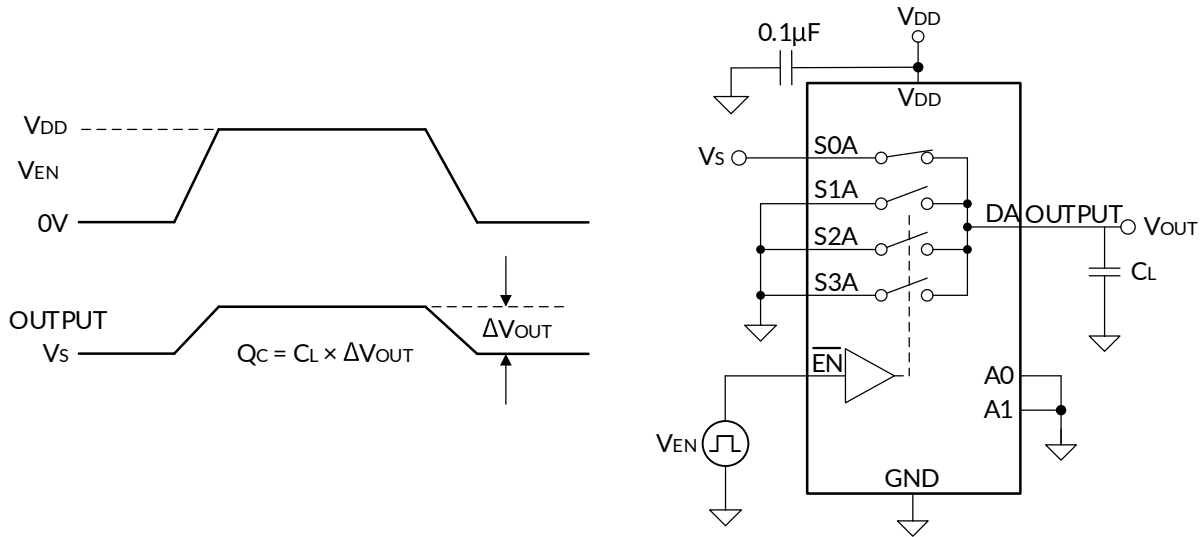 VDD
VEN
0V
OUTPUT
VS
ΔVOUT
QC = CL × ΔVOUT
VDD
0.1µF
VDD
VS
S0A
S1A
S2A
S3A
DA OUTPUT
VOUT
CL
EN
A0
A1
VEN
GND